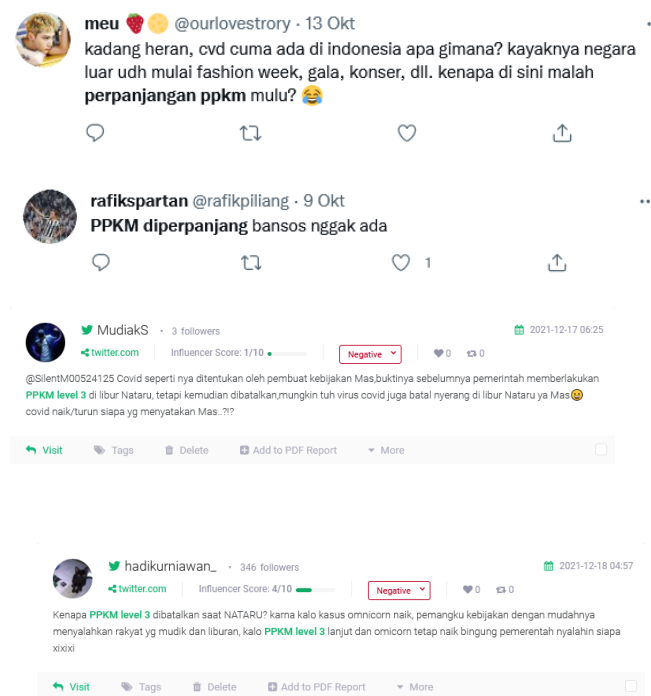 meu 🍓🌕 @ourlovestrory · 13 Okt
kadang heran, cvd cuma ada di indonesia apa gimana? kayaknya negara
luar udh mulai fashion week, gala, konser, dll. kenapa di sini malah
perpanjangan ppkm mulu? 😂
rafikspartan @rafikpiliang · 9 Okt
PPKM diperpanjang bansos nggak ada
1
MudiakS · 3 followers 2021-12-17 06:25
twitter.com Influencer Score: 1/10 Negative 0 0
@SilentM00524125 Covid seperti nya ditentukan oleh pembuat kebijakan Mas,buktinya sebelumnya pemerintah memberlakukan
PPKM level 3 di libur Nataru, tetapi kemudian dibatalkan,mungkin tuh virus covid juga batal nyerang di libur Nataru ya Mas😀
covid naik/turun siapa yg menyatakan Mas..?!?
Visit Tags Delete Add to PDF Report More
hadikurniawan_ · 346 followers 2021-12-18 04:57
twitter.com Influencer Score: 4/10 Negative 0 0
Kenapa PPKM level 3 dibatalkan saat NATARU? karna kalo kasus omnicorn naik, pemangku kebijakan dengan mudahnya
menyalahkan rakyat yg mudik dan liburan, kalo PPKM level 3 lanjut dan omicorn tetap naik bingung pemerentah nyalahin siapa
xixixi
Visit Tags Delete Add to PDF Report More